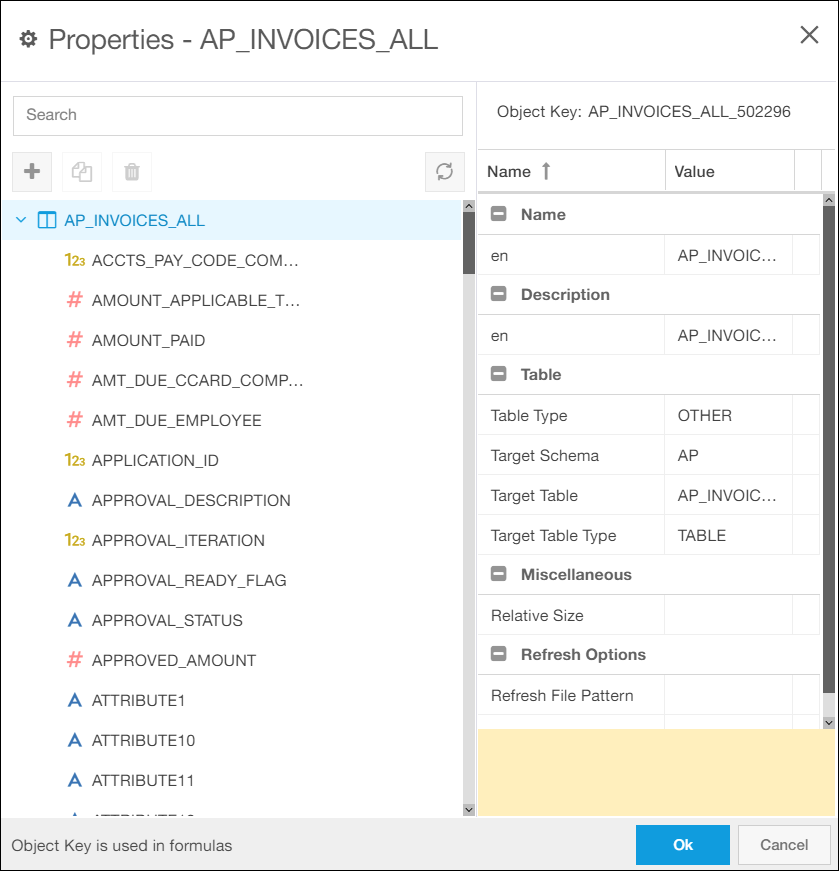 Properties - AP_INVOICES_ALL
Search
Object Key: AP_INVOICES_ALL_502296
Name Value
AP_INVOICES_ALL
123 ACCTS_PAY_CODE_COM...
# AMOUNT_APPLICABLE_T...
# AMOUNT_PAID
# AMT_DUE_CCARD_COMP...
# AMT_DUE_EMPLOYEE
123 APPLICATION_ID
A APPROVAL_DESCRIPTION
123 APPROVAL_ITERATION
A APPROVAL_READY_FLAG
A APPROVAL_STATUS
# APPROVED_AMOUNT
A ATTRIBUTE1
A ATTRIBUTE10
A ATTRIBUTE11
Name
en AP_INVOIC...
Description
en AP_INVOIC...
Table
Table Type OTHER
Target Schema AP
Target Table AP_INVOIC...
Target Table Type TABLE
Miscellaneous
Relative Size
Refresh Options
Refresh File Pattern
Object Key is used in formulas
Ok
Cancel